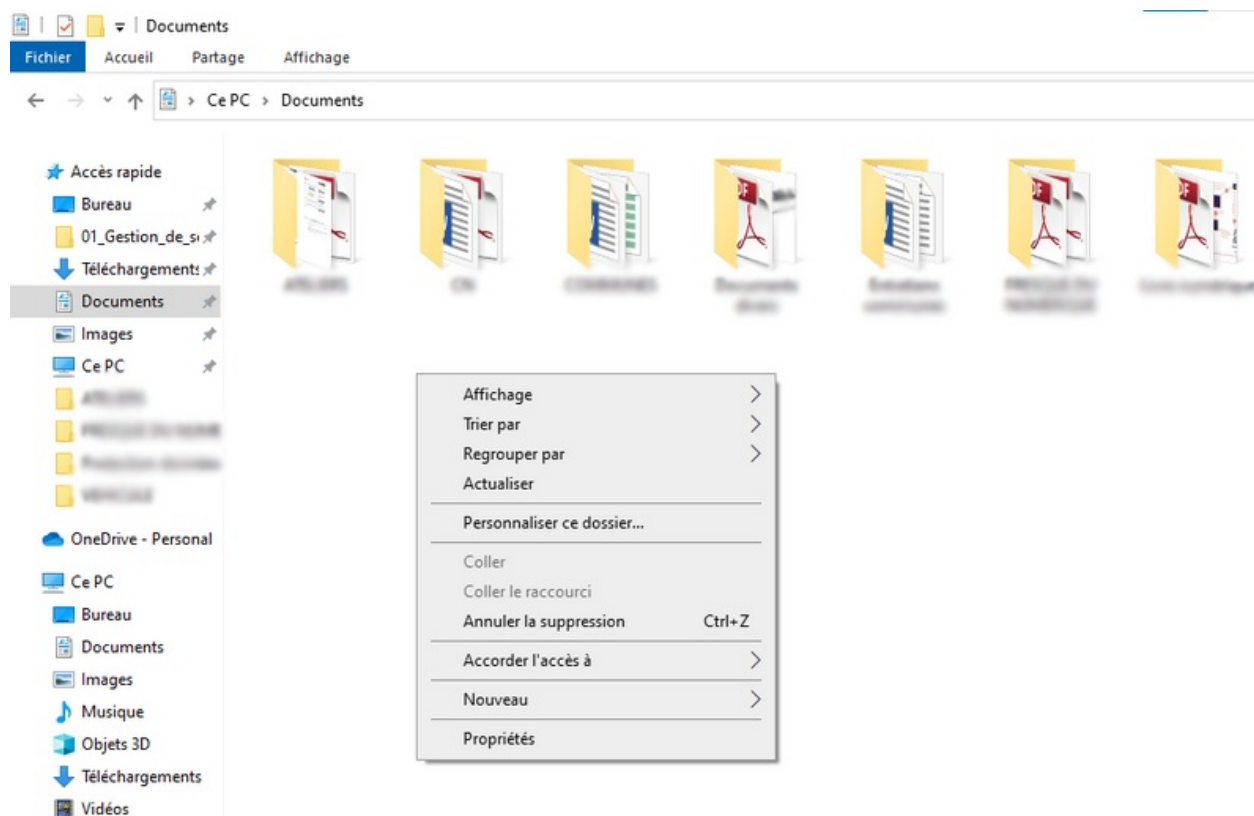 Documents
Fichier Accueil Partage Affichage
Ce PC > Documents
Accès rapide
Bureau
01_Gestion_de_s
Téléchargements
Documents
Images
Ce PC
OneDrive - Personal
Ce PC
Bureau
Documents
Images
Musique
Objets 3D
Téléchargements
Vidéos
PDF
Affichage
Trier par
Regrouper par
Actualiser
Personnaliser ce dossier...
Coller
Coller le raccourci
Annuler la suppression Ctrl+Z
Accorder l'accès à
Nouveau
Propriétés